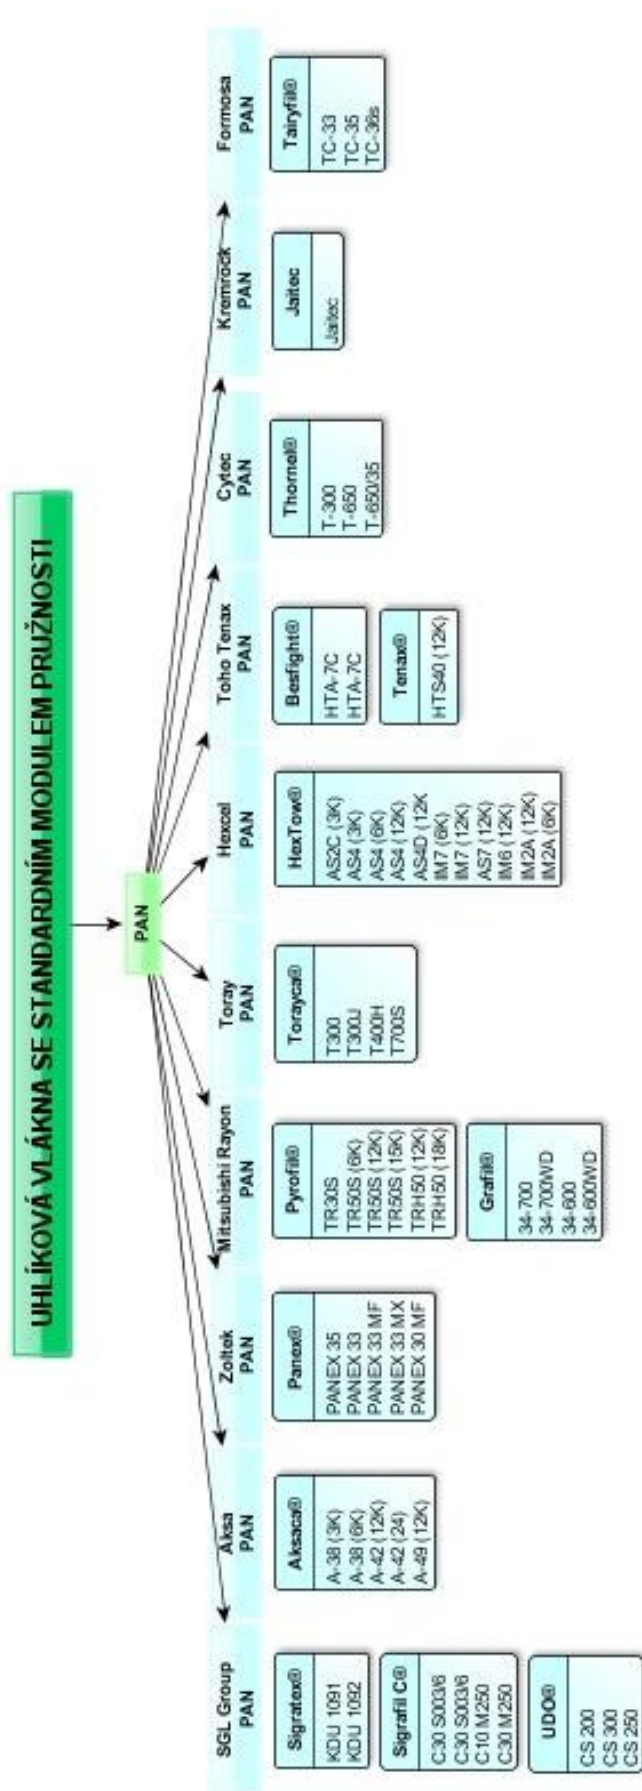 UHLÍKOVÁ VLÁKNA SE STANDARDNÍM MODULEM PRUŽNOSTI
PAN
SGL Group
PAN
Sigratex®
KDU 1091
KDU 1092
Sigrafil C®
C30 S003/6
C30 S003/6
C10 M250
C30 M250
UDO®
CS 200
CS 300
CS 250
Aksa
PAN
Aksaca®
A-38 (3K)
A-38 (6K)
A-42 (12K)
A-42 (24)
A-49 (12K)
Zoltek
PAN
Panex®
PANEX 35
PANEX 33
PANEX 33 MF
PANEX 33 MX
PANEX 30 MF
Mitsubishi Rayon
PAN
Pyrofil®
TR30S
TR50S (6K)
TR50S (12K)
TR50S (15K)
TRH50 (12K)
TRH50 (18K)
Grafil®
34-700
34-700WD
34-600
34-600WD
Toray
PAN
Torayca®
T300
T300J
T400H
T700S
Hexcel
PAN
HexTow®
AS2C (3K)
AS4 (3K)
AS4 (6K)
AS4 (12K)
AS4D (12K
IM7 (6K)
IM7 (12K)
AS7 (12K)
IM6 (12K)
IM2A (12K)
IM2A (6K)
Toho Tenax
PAN
Besfight®
HTA-7C
HTA-7C
Tenax®
HTS40 (12K)
Cytec
PAN
Thornel®
T-300
T-650
T-650/35
Kremrock
PAN
Jaitec
Jaitec
Formosa
PAN
Tairyfil®
TC-33
TC-35
TC-36s